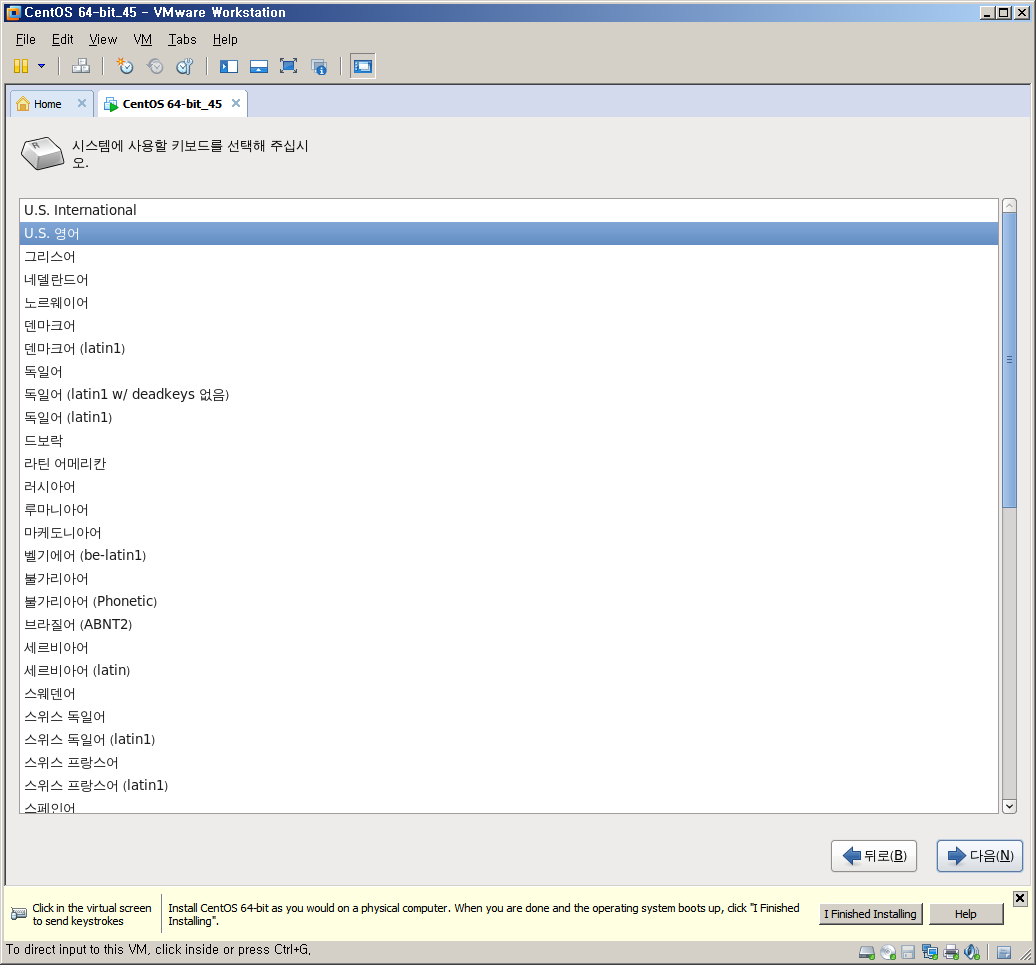 CentOS 64-bit_45 - VMware Workstation
File Edit View VM Tabs Help
Home
CentOS 64-bit_45
시스템에 사용할 키보드를 선택해 주십시
오.
U.S. International
U.S. 영어
그리스어
네델란드어
노르웨이어
덴마크어
덴마크어 (latin1)
독일어
독일어 (latin1 w/ deadkeys 없음)
독일어 (latin1)
드보락
라틴 어메리칸
러시아어
루마니아어
마케도니아어
벨기에어 (be-latin1)
불가리아어
불가리아어 (Phonetic)
브라질어 (ABNT2)
세르비아어
세르비아어 (latin)
스웨덴어
스위스 독일어
스위스 독일어 (latin1)
스위스 프랑스어
스위스 프랑스어 (latin1)
스페인어
뒤로(B)
다음(N)
Click in the virtual screen
to send keystrokes
Install CentOS 64-bit as you would on a physical computer. When you are done and the operating system boots up, click "I Finished
Installing".
I Finished Installing
Help
To direct input to this VM, click inside or press Ctrl+G.